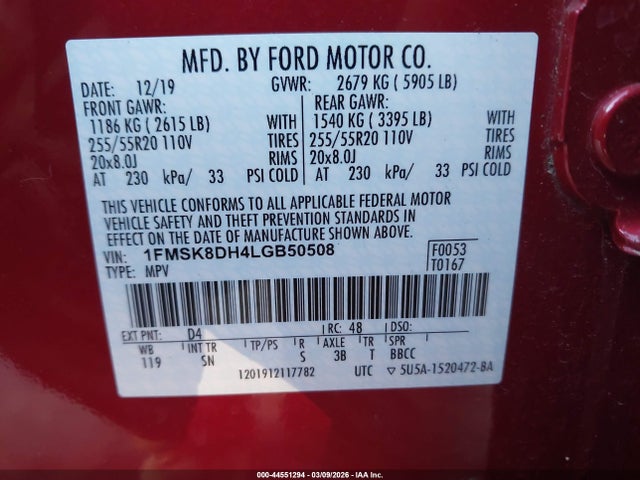 MFD. BY FORD MOTOR CO.
DATE: 12/19 GVWR: 2679 KG ( 5905 LB)
FRONT GAWR: REAR GAWR:
1186 KG ( 2615 LB) WITH 1540 KG ( 3395 LB) WITH
255/55R20 110V TIRES 255/55R20 110V TIRES
20x8.0J RIMS 20x8.0J RIMS
AT 230 kPa/ 33 PSI COLD AT 230 kPa/ 33 PSI COLD
THIS VEHICLE CONFORMS TO ALL APPLICABLE FEDERAL MOTOR
VEHICLE SAFETY AND THEFT PREVENTION STANDARDS IN
EFFECT ON THE DATE OF MANUFACTURE SHOWN ABOVE.
VIN: 1FMSK8DH4LGB50508 F0053
TYPE: MPV T0167
EXT PNT: D4 RC: 48 DSO:
WB INT TR TP/PS R AXLE TR SPR
119 SN S 3B T BBCC
1201912117782 UTC ▽ 5U5A-1520472-BA
000-44551294 - 03/09/2026 - IAA Inc.